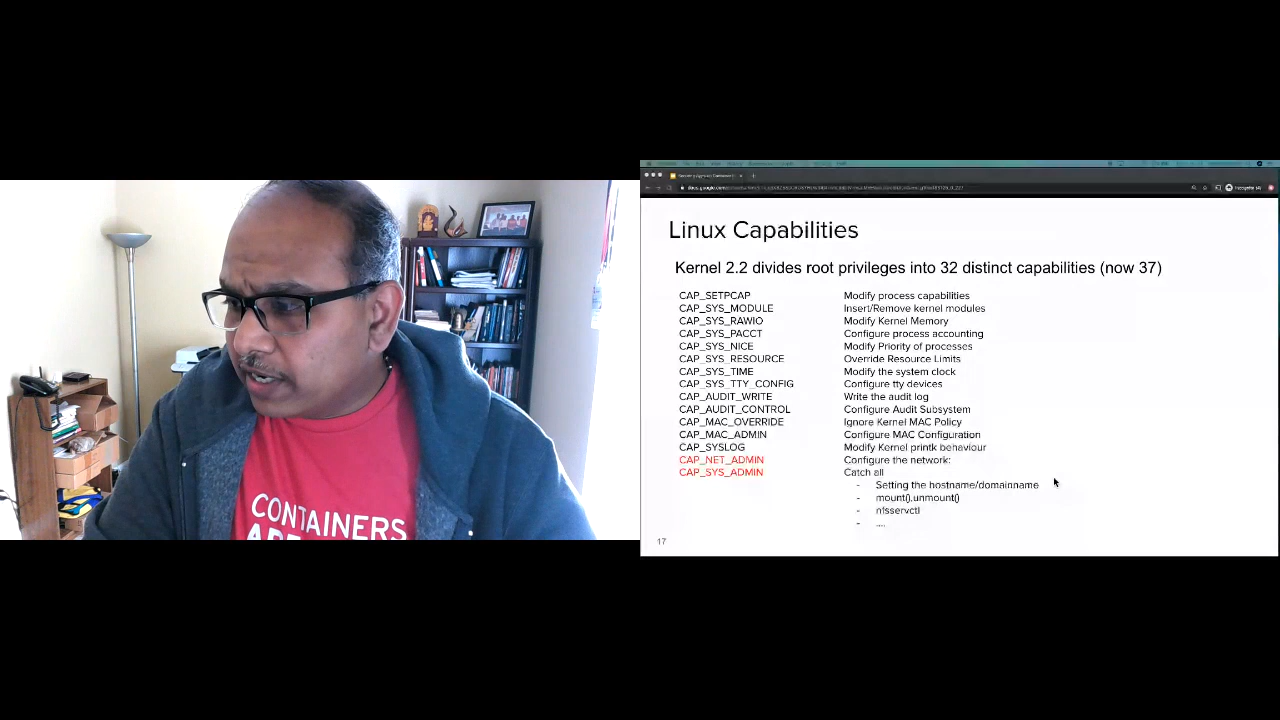 CONTAINERS
Linux Capabilities
Kernel 2.2 divides root privileges into 32 distinct capabilities (now 37)
CAP_SETPCAP Modify process capabilities
CAP_SYS_MODULE Insert/Remove kernel modules
CAP_SYS_RAWIO Modify Kernel Memory
CAP_SYS_PACCT Configure process accounting
CAP_SYS_NICE Modify Priority of processes
CAP_SYS_RESOURCE Override Resource Limits
CAP_SYS_TIME Modify the system clock
CAP_SYS_TTY_CONFIG Configure tty devices
CAP_AUDIT_WRITE Write the audit log
CAP_AUDIT_CONTROL Configure Audit Subsystem
CAP_MAC_OVERRIDE Ignore Kernel MAC Policy
CAP_MAC_ADMIN Configure MAC Configuration
CAP_SYSLOG Modify Kernel printk behaviour
CAP_NET_ADMIN Configure the network:
CAP_SYS_ADMIN Catch all
- Setting the hostname/domainname
- mount(),unmount()
- nfsservctl
- ....
17